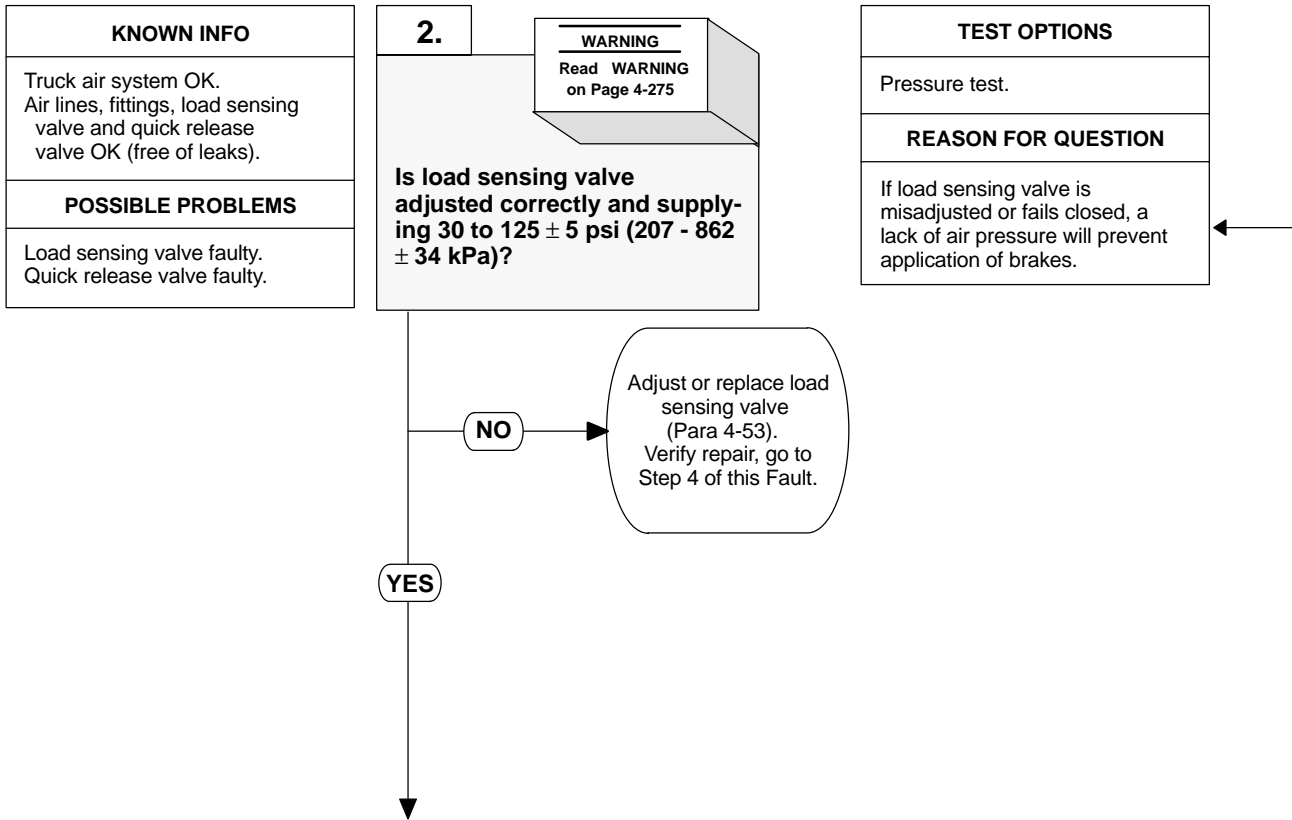 KNOWN INFO
Truck air system OK.
Air lines, fittings, load sensing
valve and quick release
valve OK (free of leaks).
POSSIBLE PROBLEMS
Load sensing valve faulty.
Quick release valve faulty.
2.
WARNING
Read WARNING
on Page 4-275
Is load sensing valve
adjusted correctly and supply-
ing 30 to 125 ± 5 psi (207 - 862
± 34 kPa)?
TEST OPTIONS
Pressure test.
REASON FOR QUESTION
If load sensing valve is
misadjusted or fails closed, a
lack of air pressure will prevent
application of brakes.
NO
Adjust or replace load
sensing valve
(Para 4-53).
Verify repair, go to
Step 4 of this Fault.
YES